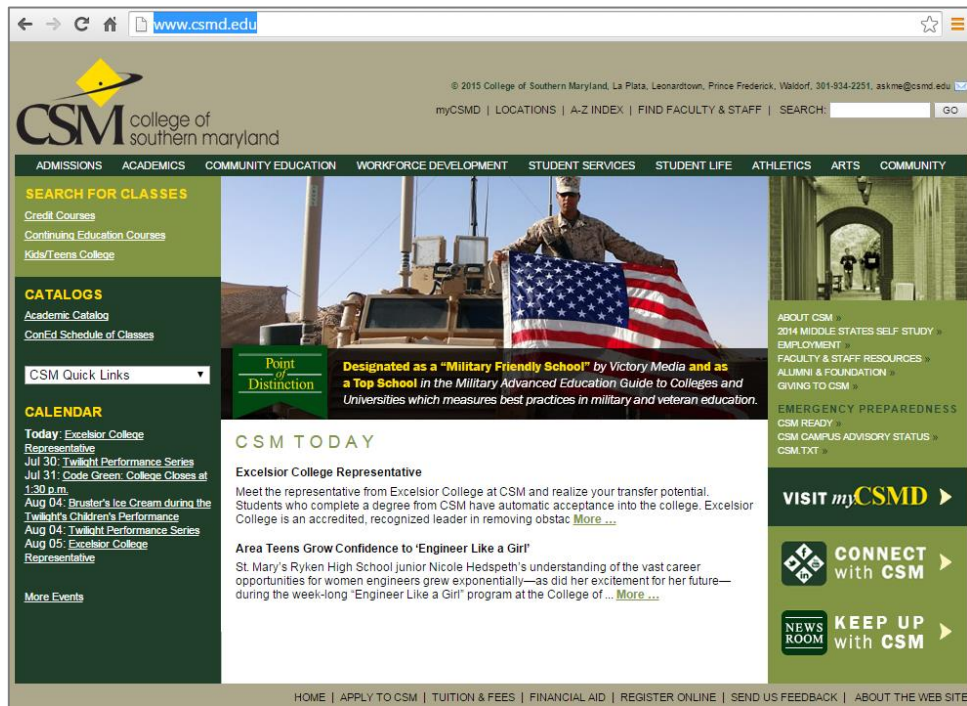 www.csmd.edu
© 2015 College of Southern Maryland, La Plata, Leonardtown, Prince Frederick, Waldorf, 301-934-2251, askme@csmd.edu
myCSMD | LOCATIONS | A-Z INDEX | FIND FACULTY & STAFF | SEARCH: GO
CSM college of
southern maryland
ADMISSIONS ACADEMICS COMMUNITY EDUCATION WORKFORCE DEVELOPMENT STUDENT SERVICES STUDENT LIFE ATHLETICS ARTS COMMUNITY
SEARCH FOR CLASSES
Credit Courses
Continuing Education Courses
Kids/Teens College
CATALOGS
Academic Catalog
ConEd Schedule of Classes
CSM Quick Links
CALENDAR
Today: Excelsior College
Representative
Jul 30: Twilight Performance Series
Jul 31: Code Green: College Closes at
1:30 p.m.
Aug 04: Bruster's Ice Cream during the
Twilight's Children's Performance
Aug 04: Twilight Performance Series
Aug 05: Excelsior College
Representative
More Events
Point
of
Distinction
Designated as a “Military Friendly School” by Victory Media and as
a Top School in the Military Advanced Education Guide to Colleges and
Universities which measures best practices in military and veteran education.
CSM TODAY
Excelsior College Representative
Meet the representative from Excelsior College at CSM and realize your transfer potential.
Students who complete a degree from CSM have automatic acceptance into the college. Excelsior
College is an accredited, recognized leader in removing obstac More ...
Area Teens Grow Confidence to ‘Engineer Like a Girl’
St. Mary’s Ryken High School junior Nicole Hedspeth’s understanding of the vast career
opportunities for women engineers grew exponentially—as did her excitement for her future—
during the week-long “Engineer Like a Girl” program at the College of ... More ...
ABOUT CSM »
2014 MIDDLE STATES SELF STUDY »
EMPLOYMENT »
FACULTY & STAFF RESOURCES »
ALUMNI & FOUNDATION »
GIVING TO CSM »
EMERGENCY PREPAREDNESS
CSM READY »
CSM CAMPUS ADVISORY STATUS »
CSM.TXT »
VISIT myCSMD
CONNECT
with CSM
NEWS
ROOM
KEEP UP
with CSM
HOME | APPLY TO CSM | TUITION & FEES | FINANCIAL AID | REGISTER ONLINE | SEND US FEEDBACK | ABOUT THE WEB SITE